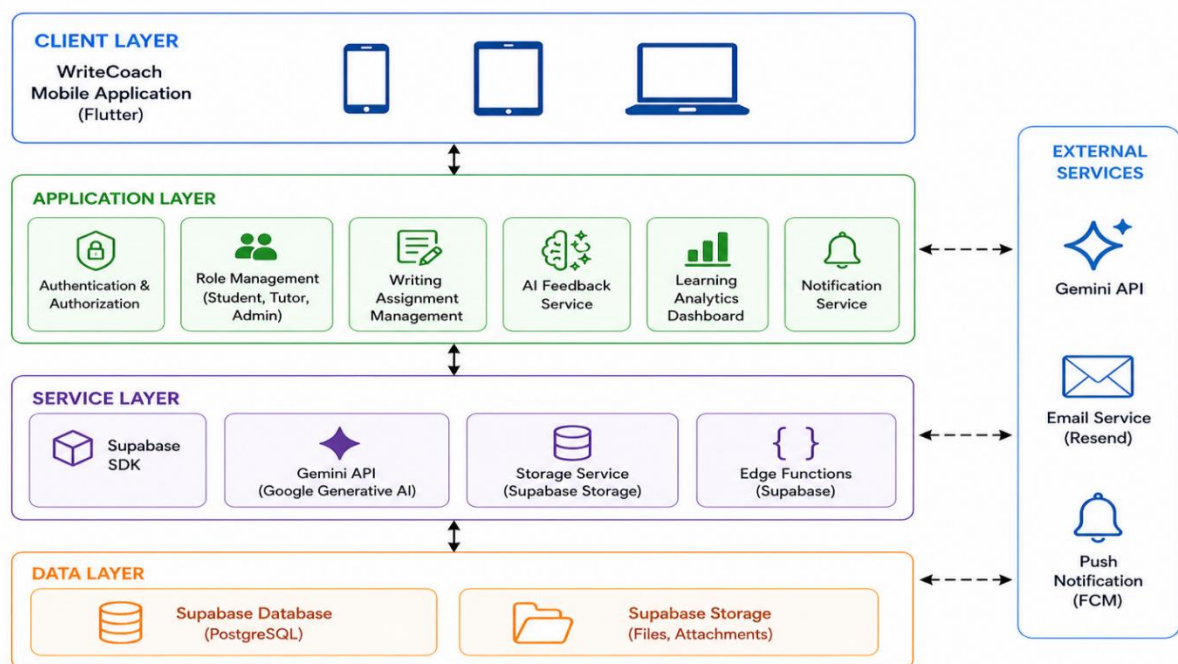 CLIENT LAYER
WriteCoach
Mobile Application
(Flutter)
APPLICATION LAYER
Authentication &
Authorization
Role Management
(Student, Tutor,
Admin)
Writing
Assignment
Management
AI Feedback
Service
Learning
Analytics
Dashboard
Notification
Service
SERVICE LAYER
Supabase
SDK
Gemini API
(Google Generative AI)
Storage Service
(Supabase Storage)
{ }
Edge Functions
(Supabase)
DATA LAYER
Supabase Database
(PostgreSQL)
Supabase Storage
(Files, Attachments)
EXTERNAL
SERVICES
Gemini API
Email Service
(Resend)
Push
Notification
(FCM)